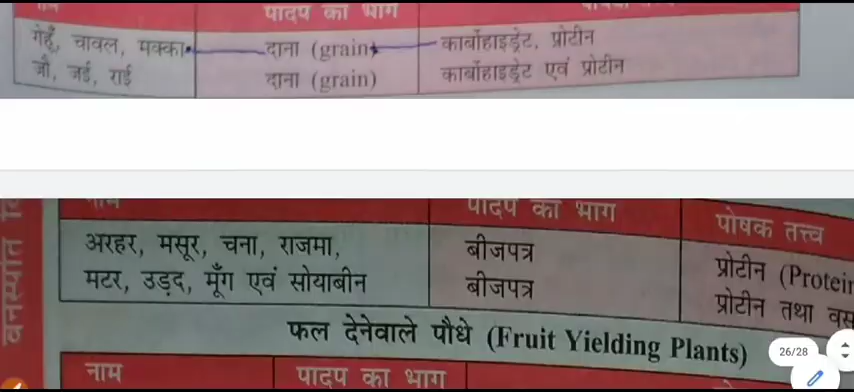 पादप का भाग
गेहूँ, चावल, मक्का दाना (grain) कार्बोहाइड्रेट, प्रोटीन
जौ, जई, राई दाना (grain) कार्बोहाइड्रेट एवं प्रोटीन
नाम पादप का भाग पोषक तत्त्व
अरहर, मसूर, चना, राजमा, बीजपत्र प्रोटीन (Protein
मटर, उड़द, मूँग एवं सोयाबीन बीजपत्र प्रोटीन तथा
फल देनेवाले पौधे (Fruit Yielding Plants)
26/28
नाम पादप का भाग